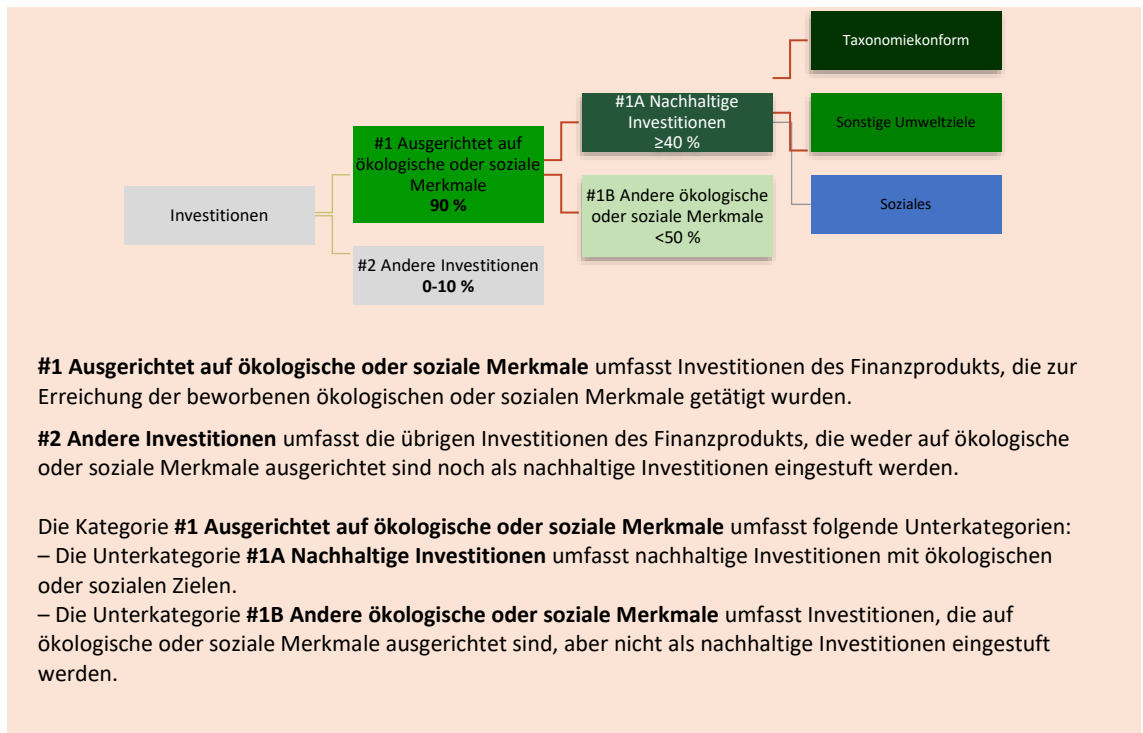 Taxonomiekonform
#1A Nachhaltige
Investitionen
≥40 %
Sonstige Umweltziele
#1 Ausgerichtet auf
ökologische oder soziale
Merkmale
90 %
#1B Andere ökologische
oder soziale Merkmale
<50 %
Soziales
Investitionen
#2 Andere Investitionen
0-10 %
#1 Ausgerichtet auf ökologische oder soziale Merkmale umfasst Investitionen des Finanzprodukts, die zur
Erreichung der beworbenen ökologischen oder sozialen Merkmale getätigt wurden.
#2 Andere Investitionen umfasst die übrigen Investitionen des Finanzprodukts, die weder auf ökologische
oder soziale Merkmale ausgerichtet sind noch als nachhaltige Investitionen eingestuft werden.
Die Kategorie #1 Ausgerichtet auf ökologische oder soziale Merkmale umfasst folgende Unterkategorien:
– Die Unterkategorie #1A Nachhaltige Investitionen umfasst nachhaltige Investitionen mit ökologischen
oder sozialen Zielen.
– Die Unterkategorie #1B Andere ökologische oder soziale Merkmale umfasst Investitionen, die auf
ökologische oder soziale Merkmale ausgerichtet sind, aber nicht als nachhaltige Investitionen eingestuft
werden.